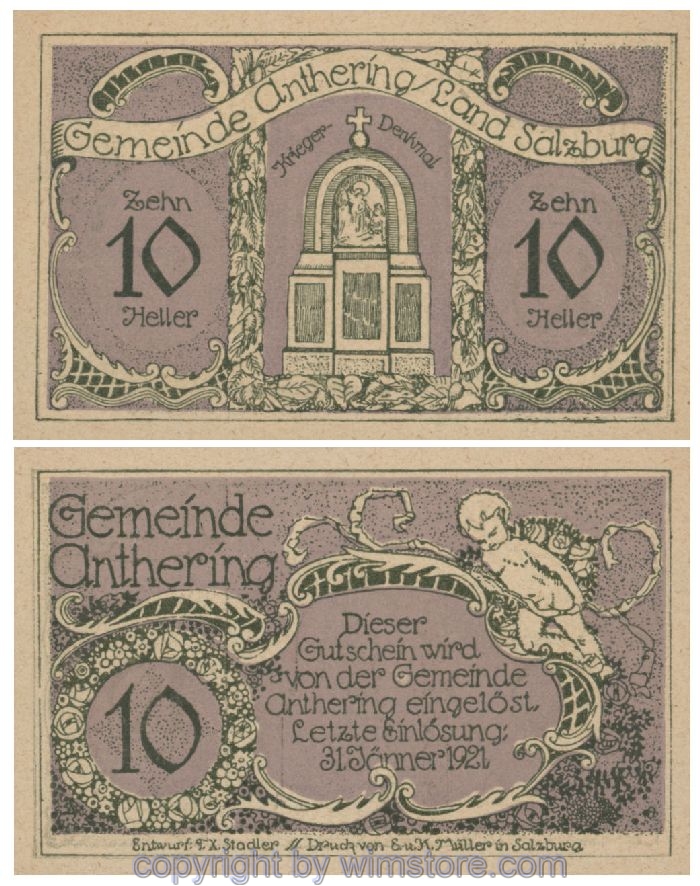 Gemeinde Anthering/Land Salzburg
Krieger-Denkmal
Zehn
10
Heller
Zehn
10
Heller
Gemeinde
Anthering
10
Dieser
Gutschein wird
von der Gemeinde
Anthering eingelöst.
Letzte Einlösung:
31. Jänner 1921
Entwurf: F.X. Stadler // Druck von S.u.K. Müller in Salzburg
copyright by wimstore.com